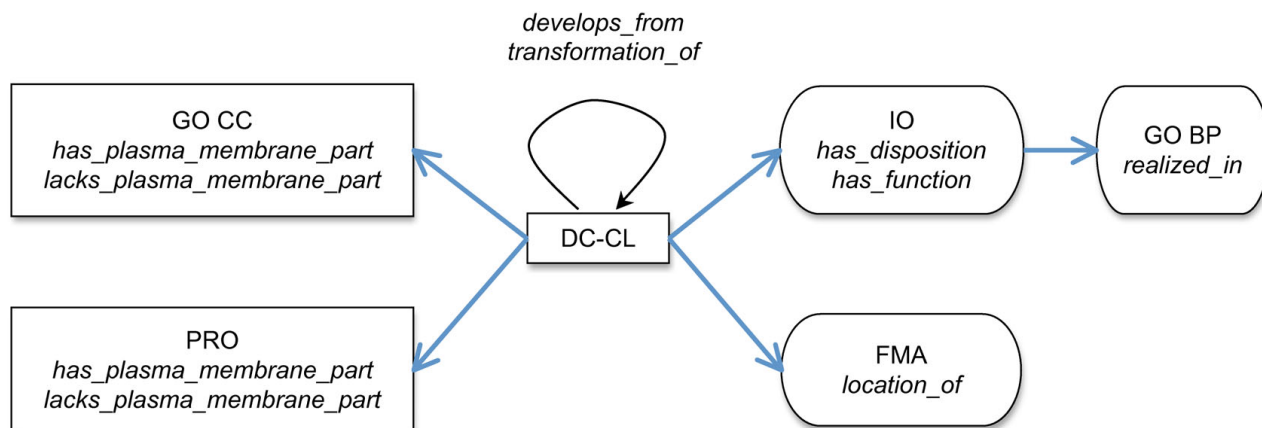 develops_from
transformation_of
GO CC
has_plasma_membrane_part
lacks_plasma_membrane_part
IO
has_disposition
has_function
GO BP
realized_in
DC-CL
PRO
has_plasma_membrane_part
lacks_plasma_membrane_part
FMA
location_of